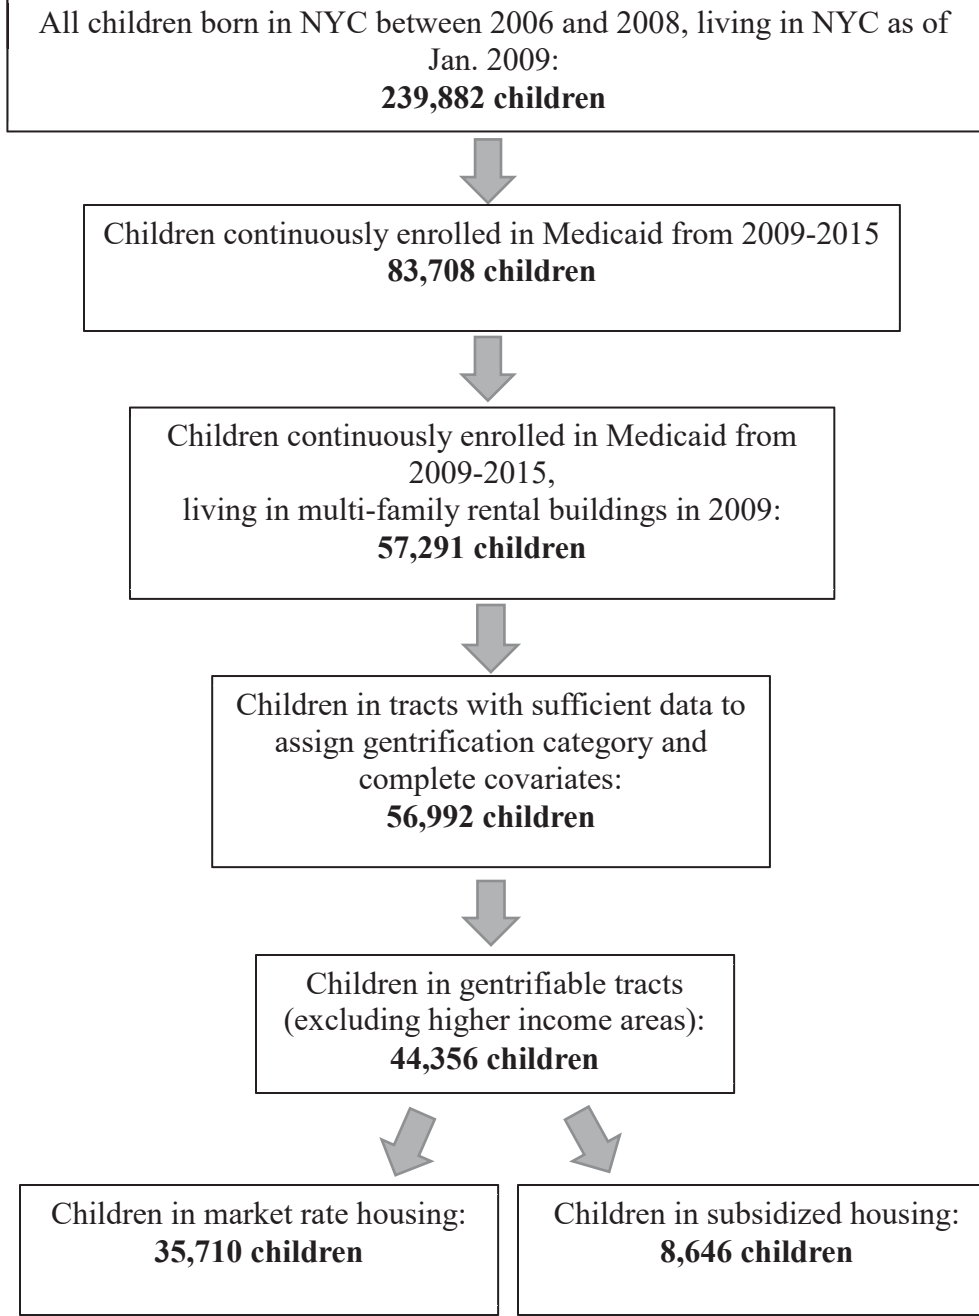 All children born in NYC between 2006 and 2008, living in NYC as of
Jan. 2009:
239,882 children
Children continuously enrolled in Medicaid from 2009-2015
83,708 children
Children continuously enrolled in Medicaid from
2009-2015,
living in multi-family rental buildings in 2009:
57,291 children
Children in tracts with sufficient data to
assign gentrification category and
complete covariates:
56,992 children
Children in gentrifiable tracts
(excluding higher income areas):
44,356 children
Children in market rate housing:
35,710 children
Children in subsidized housing:
8,646 children